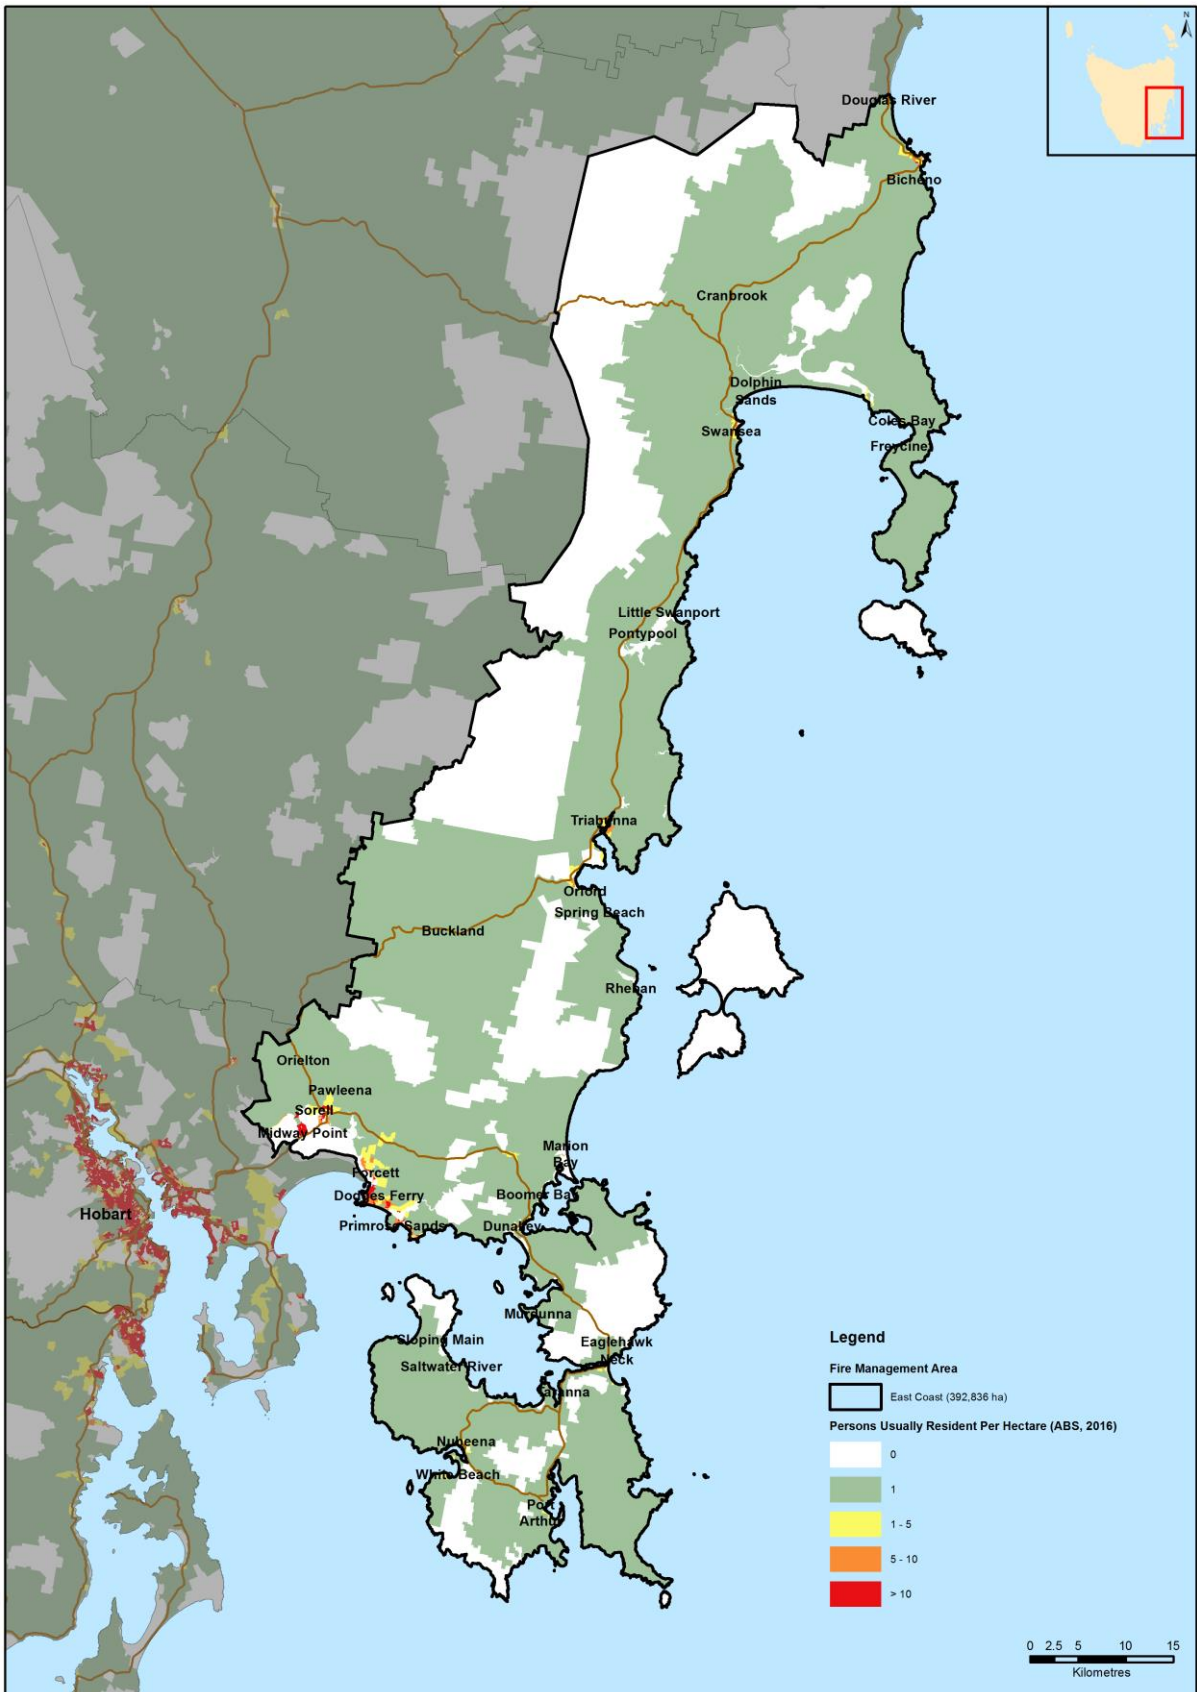 N
Douglas River
Bicheno
Cranbrook
Dolphin
Sands
Swansea
Coles Bay
Freycinet
Little Swanport
Pontypool
Triabunna
Orford
Spring Beach
Buckland
Rheban
Orielton
Pawleena
Sorell
Midway Point
Marion
Bay
Forcett
Dodges Ferry
Boomer Bay
Hobart
Primrose Sands
Dunalley
Murdunna
Sloping Main
Eaglehawk
Neck
Saltwater River
Taranna
Nubeena
White Beach
Port
Arthur
Legend
Fire Management Area
East Coast (392,836 ha)
Persons Usually Resident Per Hectare (ABS, 2016)
0
1
1 - 5
5 - 10
> 10
0 2.5 5 10 15
Kilometres